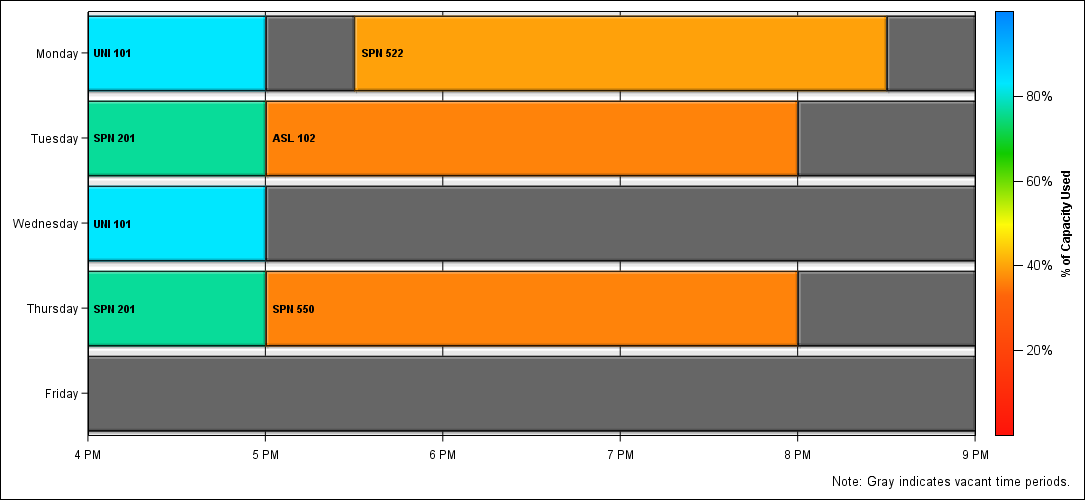 Monday
UNI 101
SPN 522
Tuesday
SPN 201
ASL 102
Wednesday
UNI 101
Thursday
SPN 201
SPN 550
Friday
4 PM
5 PM
6 PM
7 PM
8 PM
9 PM
80%
60%
40%
20%
% of Capacity Used
Note: Gray indicates vacant time periods.